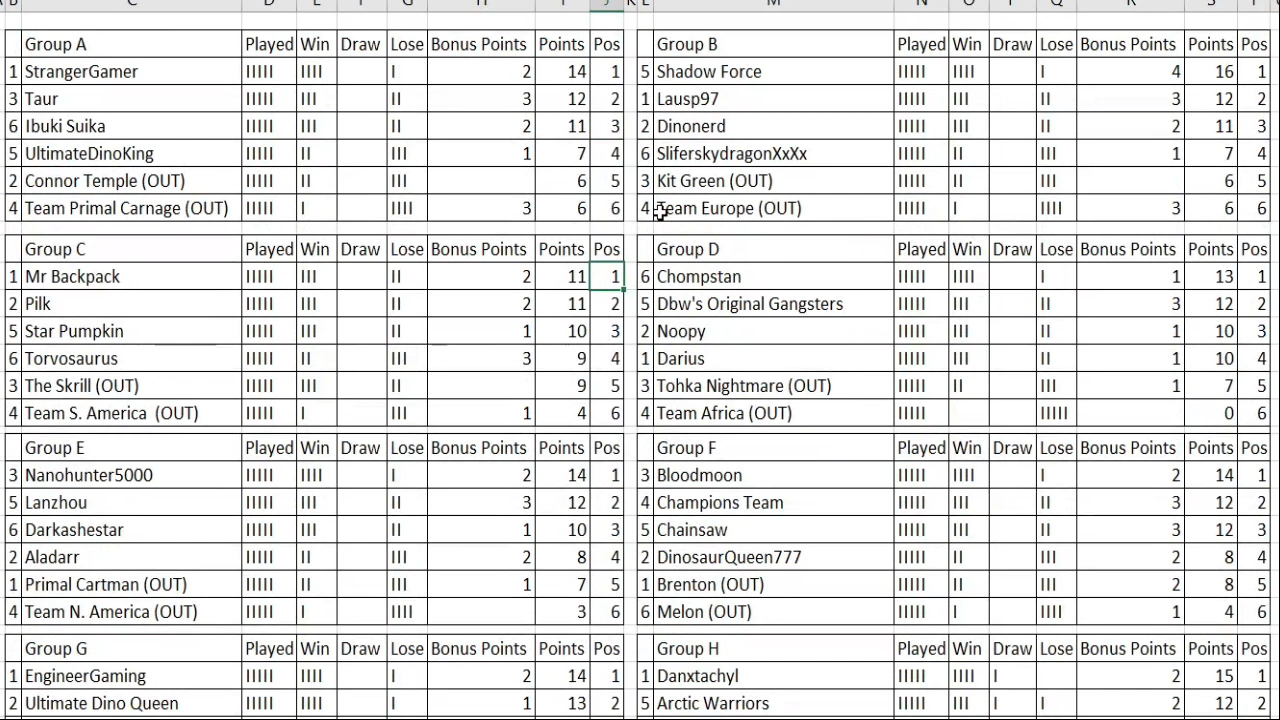 B C D E F G H I J K L M N O P Q R S T
Group A Played Win Draw Lose Bonus Points Points Pos
1 StrangerGamer IIIII IIII I 2 14 1
3 Taur IIIII III II 3 12 2
6 Ibuki Suika IIIII III II 2 11 3
5 UltimateDinoKing IIIII II III 1 7 4
2 Connor Temple (OUT) IIIII II III 6 5
4 Team Primal Carnage (OUT) IIIII I IIII 3 6 6
Group B Played Win Draw Lose Bonus Points Points Pos
5 Shadow Force IIIII IIII I 4 16 1
1 Lausp97 IIIII III II 3 12 2
2 Dinonerd IIIII III II 2 11 3
6 SliferskydragonXxXx IIIII II III 1 7 4
3 Kit Green (OUT) IIIII II III 6 5
4 Team Europe (OUT) IIIII I IIII 3 6 6
Group C Played Win Draw Lose Bonus Points Points Pos
1 Mr Backpack IIIII III II 2 11 1
2 Pilk IIIII III II 2 11 2
5 Star Pumpkin IIIII III II 1 10 3
6 Torvosaurus IIIII II III 3 9 4
3 The Skrill (OUT) IIIII III II 9 5
4 Team S. America (OUT) IIIII I III 1 4 6
Group D Played Win Draw Lose Bonus Points Points Pos
6 Chompstan IIIII IIII I 1 13 1
5 Dbw's Original Gangsters IIIII III II 3 12 2
2 Noopy IIIII III II 1 10 3
1 Darius IIIII III II 1 10 4
3 Tohka Nightmare (OUT) IIIII II III 1 7 5
4 Team Africa (OUT) IIIII IIIII 0 6
Group E Played Win Draw Lose Bonus Points Points Pos
3 Nanohunter5000 IIIII IIII I 2 14 1
5 Lanzhou IIIII III II 3 12 2
6 Darkashestar IIIII III II 1 10 3
2 Aladarr IIIII II III 2 8 4
1 Primal Cartman (OUT) IIIII II III 1 7 5
4 Team N. America (OUT) IIIII I IIII 3 6
Group F Played Win Draw Lose Bonus Points Points Pos
3 Bloodmoon IIIII IIII I 2 14 1
4 Champions Team IIIII III II 3 12 2
5 Chainsaw IIIII III II 3 12 3
2 DinosaurQueen777 IIIII II III 2 8 4
1 Brenton (OUT) IIIII II III 2 8 5
6 Melon (OUT) IIIII I IIII 1 4 6
Group G Played Win Draw Lose Bonus Points Points Pos
1 EngineerGaming IIIII IIII I 2 14 1
2 Ultimate Dino Queen IIIII IIII I 1 13 2
Group H Played Win Draw Lose Bonus Points Points Pos
1 Danxtachyl IIIII IIII I 2 15 1
5 Arctic Warriors IIIII III I I 2 12 2